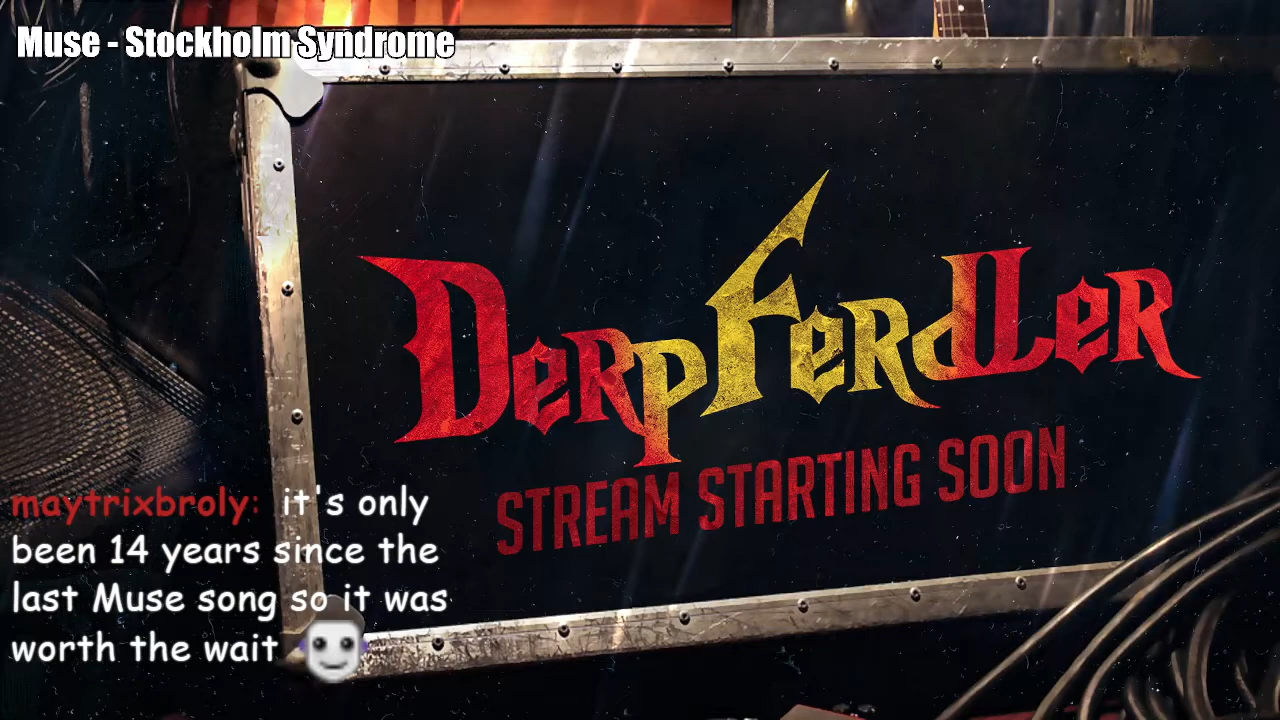 Muse - Stockholm Syndrome
DerpFerdler
STREAM STARTING SOON
maytrixbroly: it's only
been 14 years since the
last Muse song so it was
worth the wait